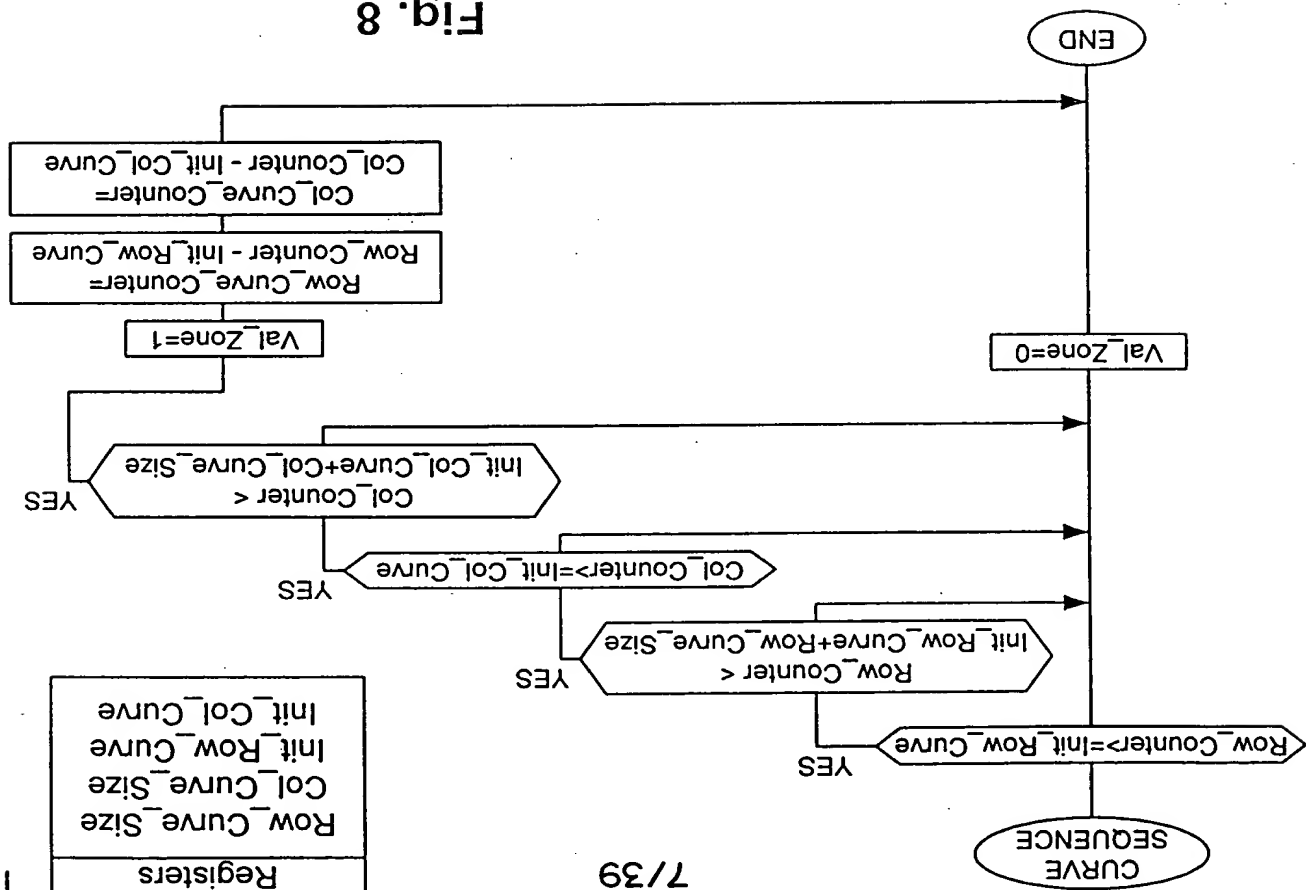 7/39
CURVE
SEQUENCE
Registers
Row_Curve_Size
Col_Curve_Size
Init_Row_Curve
Init_Col_Curve
Row_Counter>=Init_Row_Curve
YES
Row_Counter <
Init_Row_Curve+Row_Curve_Size
YES
Col_Counter>=Init_Col_Curve
YES
Col_Counter <
Init_Col_Curve+Col_Curve_Size
YES
Val_Zone=0
Val_Zone=1
Row_Curve_Counter=
Row_Counter - Init_Row_Curve
Col_Curve_Counter=
Col_Counter - Init_Col_Curve
END
Fig. 8